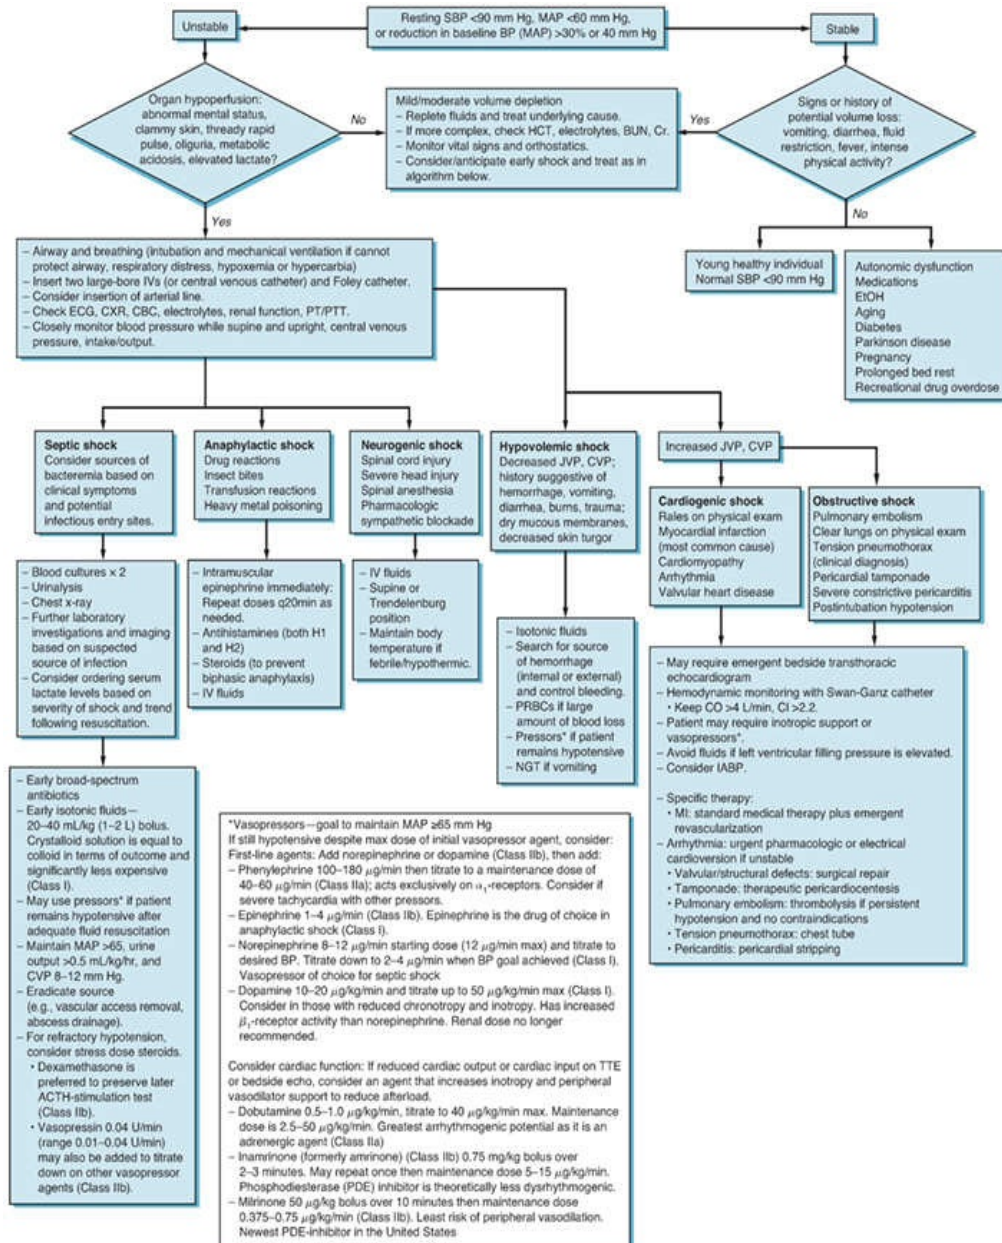 Resting SBP <90 mm Hg, MAP <60 mm Hg,
or reduction in baseline BP (MAP) >30% or 40 mm Hg
Unstable
Stable
Organ hypoperfusion:
abnormal mental status,
clammy skin, thready rapid
pulse, oliguria, metabolic
acidosis, elevated lactate?
No
Mild/moderate volume depletion
– Replete fluids and treat underlying cause.
– If more complex, check HCT, electrolytes, BUN, Cr.
– Monitor vital signs and orthostatics.
– Consider/anticipate early shock and treat as in
algorithm below.
Yes
Signs or history of
potential volume loss:
vomiting, diarrhea, fluid
restriction, fever, intense
physical activity?
Yes
No
– Airway and breathing (intubation and mechanical ventilation if cannot
protect airway, respiratory distress, hypoxemia or hypercarbia)
– Insert two large-bore IVs (or central venous catheter) and Foley catheter.
– Consider insertion of arterial line.
– Check ECG, CXR, CBC, electrolytes, renal function, PT/PTT.
– Closely monitor blood pressure while supine and upright, central venous
pressure, intake/output.
Young healthy individual
Normal SBP <90 mm Hg
Autonomic dysfunction
Medications
EtOH
Aging
Diabetes
Parkinson disease
Pregnancy
Prolonged bed rest
Recreational drug overdose
Septic shock
Consider sources of
bacteremia based on
clinical symptoms
and potential
infectious entry sites.
Anaphylactic shock
Drug reactions
Insect bites
Transfusion reactions
Heavy metal poisoning
Neurogenic shock
Spinal cord injury
Severe head injury
Spinal anesthesia
Pharmacologic
sympathetic blockade
Hypovolemic shock
Decreased JVP, CVP;
history suggestive of
hemorrhage, vomiting,
diarrhea, burns, trauma;
dry mucous membranes,
decreased skin turgor
Increased JVP, CVP
Cardiogenic shock
Rales on physical exam
Myocardial infarction
(most common cause)
Cardiomyopathy
Arrhythmia
Valvular heart disease
Obstructive shock
Pulmonary embolism
Clear lungs on physical exam
Tension pneumothorax
(clinical diagnosis)
Pericardial tamponade
Severe constrictive pericarditis
Postintubation hypotension
– Blood cultures × 2
– Urinalysis
– Chest x-ray
– Further laboratory
investigations and imaging
based on suspected
source of infection
– Consider ordering serum
lactate levels based on
severity of shock and trend
following resuscitation.
– Intramuscular
epinephrine immediately:
Repeat doses q20min as
needed.
– Antihistamines (both H1
and H2)
– Steroids (to prevent
biphasic anaphylaxis)
– IV fluids
– IV fluids
– Supine or
Trendelenburg
position
– Maintain body
temperature if
febrile/hypothermic.
– Isotonic fluids
– Search for source
of hemorrhage
(internal or external)
and control bleeding.
– PRBCs if large
amount of blood loss
– Pressors* if patient
remains hypotensive
– NGT if vomiting
– May require emergent bedside transthoracic
echocardiogram
– Hemodynamic monitoring with Swan-Ganz catheter
• Keep CO >4 L/min, CI >2.2.
– Patient may require inotropic support or
vasopressors*.
– Avoid fluids if left ventricular filling pressure is elevated.
– Consider IABP.
– Specific therapy:
• MI: standard medical therapy plus emergent
revascularization
– Arrhythmia: urgent pharmacologic or electrical
cardioversion if unstable
• Valvular/structural defects: surgical repair
• Tamponade: therapeutic pericardiocentesis
• Pulmonary embolism: thrombolysis if persistent
hypotension and no contraindications
• Tension pneumothorax: chest tube
• Pericarditis: pericardial stripping
– Early broad-spectrum
antibiotics
– Early isotonic fluids—
20–40 mL/kg (1–2 L) bolus.
Crystalloid solution is equal to
colloid in terms of outcome and
significantly less expensive
(Class I).
– May use pressors* if patient
remains hypotensive after
adequate fluid resuscitation
– Maintain MAP >65, urine
output >0.5 mL/kg/hr, and
CVP 8–12 mm Hg.
– Eradicate source
(e.g., vascular access removal,
abscess drainage).
– For refractory hypotension,
consider stress dose steroids.
• Dexamethasone is
preferred to preserve later
ACTH-stimulation test
(Class IIb).
• Vasopressin 0.04 U/min
(range 0.01–0.04 U/min)
may also be added to titrate
down on other vasopressor
agents (Class IIb).
*Vasopressors—goal to maintain MAP ≥65 mm Hg
If still hypotensive despite max dose of initial vasopressor agent, consider:
First-line agents: Add norepinephrine or dopamine (Class IIb), then add:
– Phenylephrine 100–180 μg/min then titrate to a maintenance dose of
40–60 μg/min (Class IIa); acts exclusively on α₁-receptors. Consider if
severe tachycardia with other pressors.
– Epinephrine 1–4 μg/min (Class IIb). Epinephrine is the drug of choice in
anaphylactic shock (Class I).
– Norepinephrine 8–12 μg/min starting dose (12 μg/min max) and titrate to
desired BP. Titrate down to 2–4 μg/min when BP goal achieved (Class I).
Vasopressor of choice for septic shock
– Dopamine 10–20 μg/kg/min and titrate up to 50 μg/kg/min max (Class I).
Consider in those with reduced chronotropy and inotropy. Has increased
β₁-receptor activity than norepinephrine. Renal dose no longer
recommended.
Consider cardiac function: If reduced cardiac output or cardiac input on TTE
or bedside echo, consider an agent that increases inotropy and peripheral
vasodilator support to reduce afterload.
– Dobutamine 0.5–1.0 μg/kg/min, titrate to 40 μg/kg/min max. Maintenance
dose is 2.5–50 μg/kg/min. Greatest arrhythmogenic potential as it is an
adrenergic agent (Class IIa)
– Inamrinone (formerly amrinone) (Class IIb) 0.75 mg/kg bolus over
2–3 minutes. May repeat once then maintenance dose 5–15 μg/kg/min.
Phosphodiesterase (PDE) inhibitor is theoretically less dysrhythmogenic.
– Milrinone 50 μg/kg bolus over 10 minutes then maintenance dose
0.375–0.75 μg/kg/min (Class IIb). Least risk of peripheral vasodilation.
Newest PDE-inhibitor in the United States